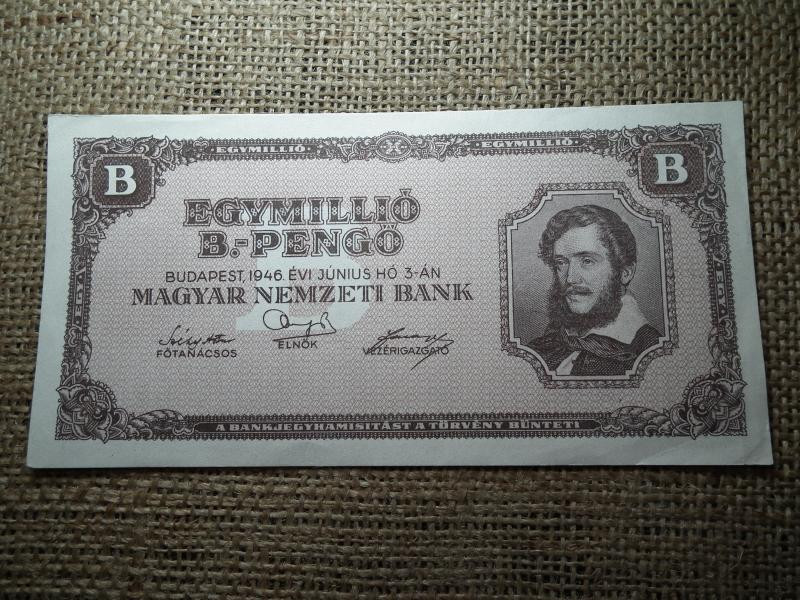 EGYMILLIÓ
EGYMILLIÓ
B
B
EGYMILLIÓ
B.-PENGŐ
BUDAPEST, 1946. ÉVI JÚNIUS HÓ 3-ÁN
MAGYAR NEMZETI BANK
FŐTANÁCSOS
ELNÖK
VEZÉRIGAZGATÓ
A BANKJEGYHAMISÍTÁST A TÖRVÉNY BÜNTETI